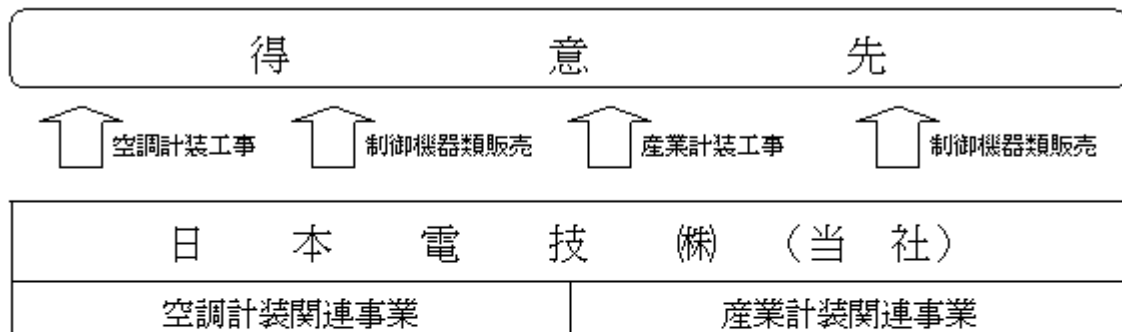 得意先
空調計装工事 制御機器類販売 産業計装工事 制御機器類販売
日本電技㈱(当社)
空調計装関連事業 産業計装関連事業